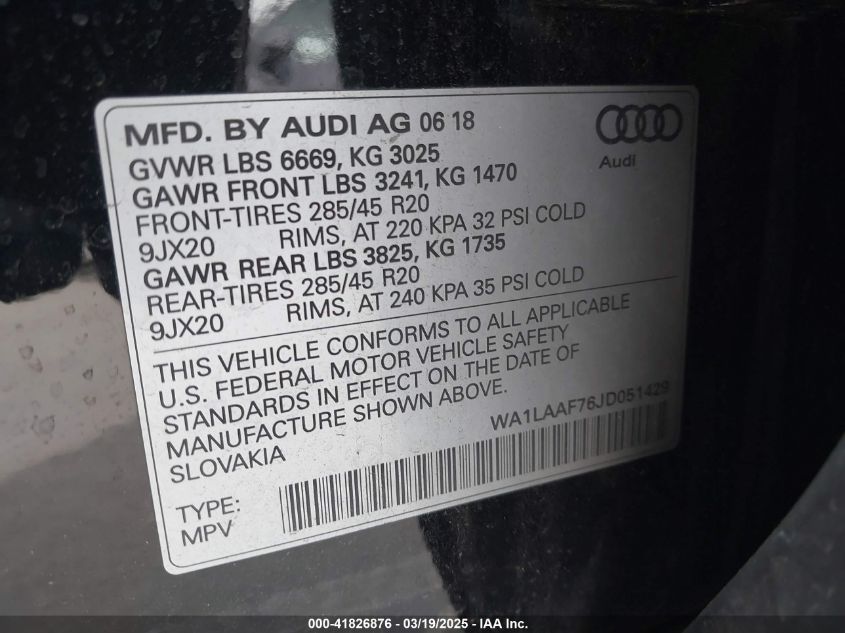 MFD. BY AUDI AG 06 18
Audi
GVWR LBS 6669, KG 3025
GAWR FRONT LBS 3241, KG 1470
FRONT-TIRES 285/45 R20
9JX20 RIMS, AT 220 KPA 32 PSI COLD
GAWR REAR LBS 3825, KG 1735
REAR-TIRES 285/45 R20
9JX20 RIMS, AT 240 KPA 35 PSI COLD
THIS VEHICLE CONFORMS TO ALL APPLICABLE
U.S. FEDERAL MOTOR VEHICLE SAFETY
STANDARDS IN EFFECT ON THE DATE OF
MANUFACTURE SHOWN ABOVE.
SLOVAKIA
WA1LAAF76JD051429
TYPE:
MPV
000-41826876 - 03/19/2025 - IAA Inc.